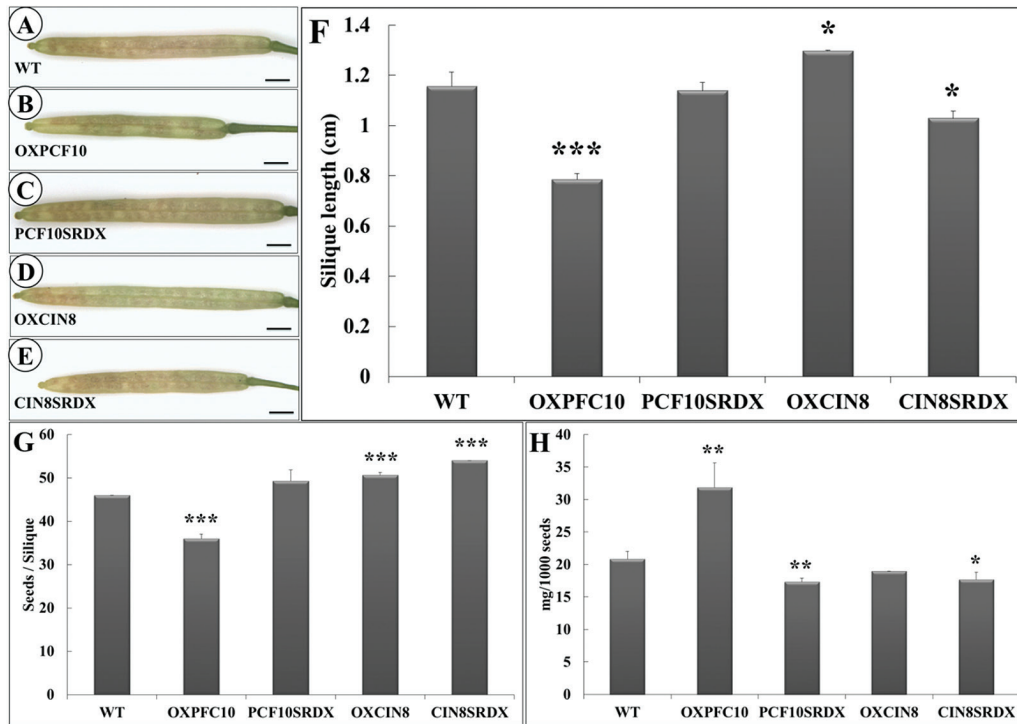 A
WT
B
OXPCF10
C
PCF10SRDX
D
OXCIN8
E
CIN8SRDX
F
Silique length (cm)
1.4
1.2
1
0.8
0.6
0.4
0.2
0
***
*
*
WT OXPFC10 PCF10SRDX OXCIN8 CIN8SRDX
G
Seeds / Silique
60
50
40
30
20
10
0
***
***
***
WT OXPFC10 PCF10SRDX OXCIN8 CIN8SRDX
H
mg/1000 seeds
40
35
30
25
20
15
10
5
0
**
**
*
WT OXPFC10 PCF10SRDX OXCIN8 CIN8SRDX